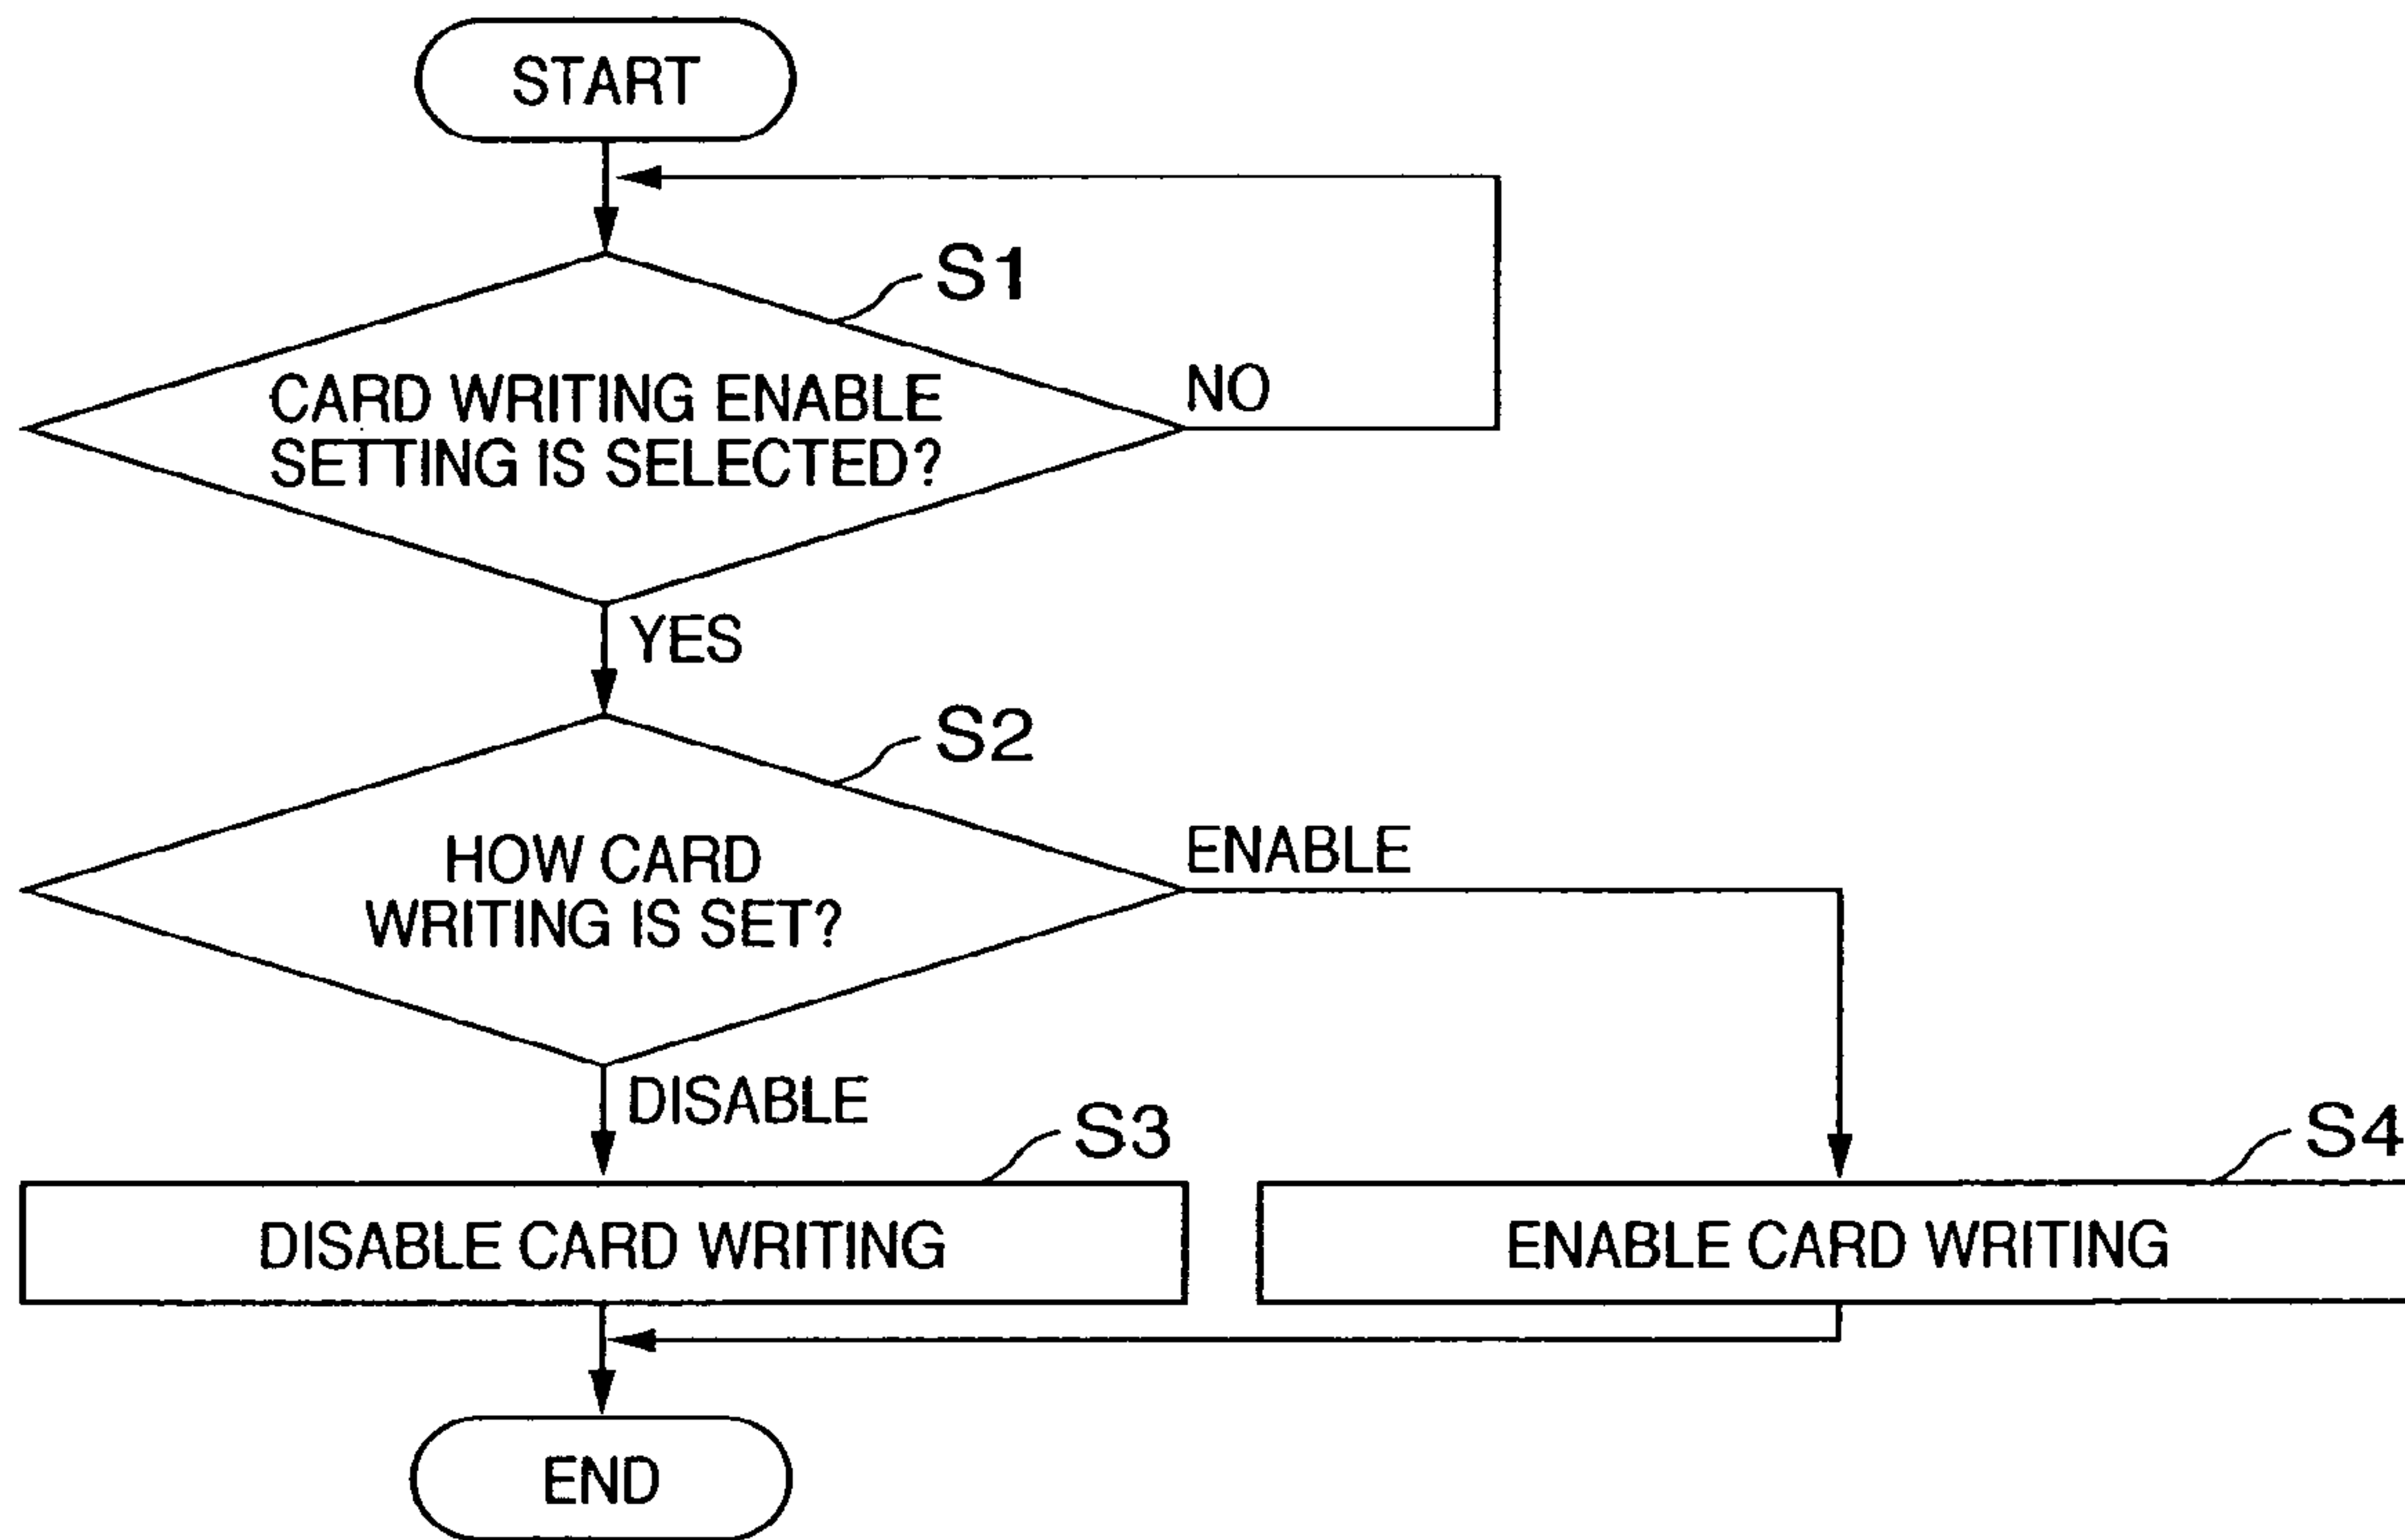 START
S1
CARD WRITING ENABLE
SETTING IS SELECTED?
NO
YES
S2
HOW CARD
WRITING IS SET?
ENABLE
DISABLE
S3
S4
DISABLE CARD WRITING
ENABLE CARD WRITING
END